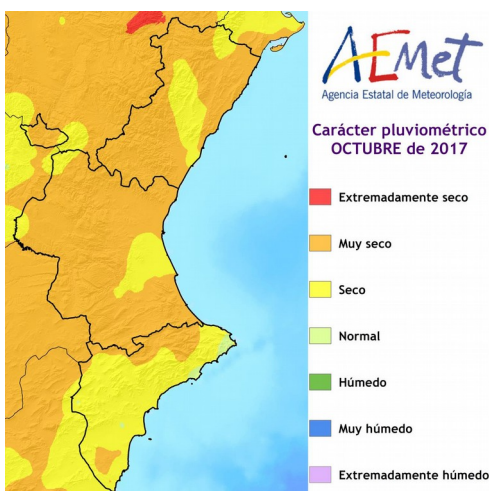 AEMet
Agencia Estatal de Meteorología
Carácter pluviométrico
OCTUBRE de 2017
Extremadamente seco
Muy seco
Seco
Normal
Húmedo
Muy húmedo
Extremadamente húmedo